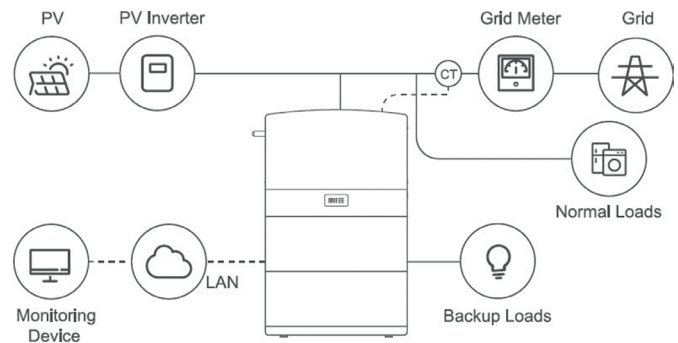 PV
PV Inverter
Grid Meter
Grid
CT
Normal Loads
LAN
Monitoring
Device
Backup Loads